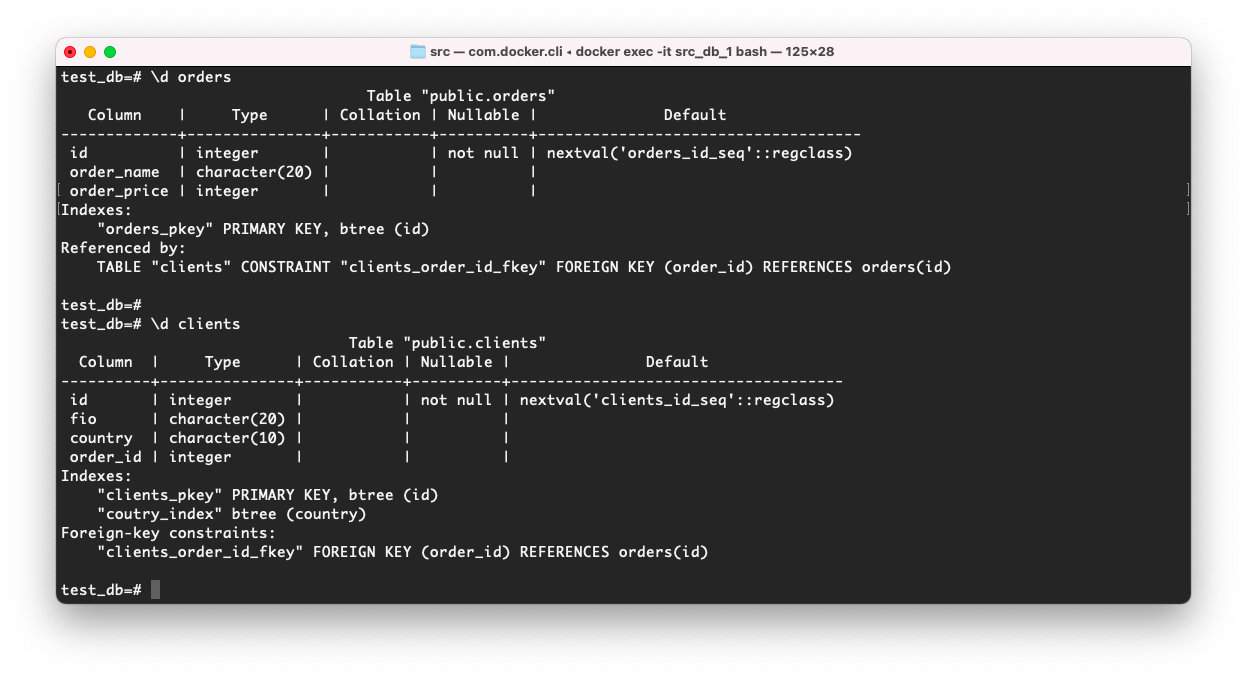 src — com.docker.cli ◂ docker exec -it src_db_1 bash — 125×28
test_db=# \d orders
                                  Table "public.orders"
   Column    |     Type      | Collation | Nullable |              Default
-------------+---------------+-----------+----------+------------------------------------
 id          | integer       |           | not null | nextval('orders_id_seq'::regclass)
 order_name  | character(20) |           |          |
 order_price | integer       |           |          |
Indexes:
    "orders_pkey" PRIMARY KEY, btree (id)
Referenced by:
    TABLE "clients" CONSTRAINT "clients_order_id_fkey" FOREIGN KEY (order_id) REFERENCES orders(id)

test_db=#
test_db=# \d clients
                                Table "public.clients"
  Column  |     Type      | Collation | Nullable |               Default
----------+---------------+-----------+----------+-------------------------------------
 id       | integer       |           | not null | nextval('clients_id_seq'::regclass)
 fio      | character(20) |           |          |
 country  | character(10) |           |          |
 order_id | integer       |           |          |
Indexes:
    "clients_pkey" PRIMARY KEY, btree (id)
    "coutry_index" btree (country)
Foreign-key constraints:
    "clients_order_id_fkey" FOREIGN KEY (order_id) REFERENCES orders(id)

test_db=#